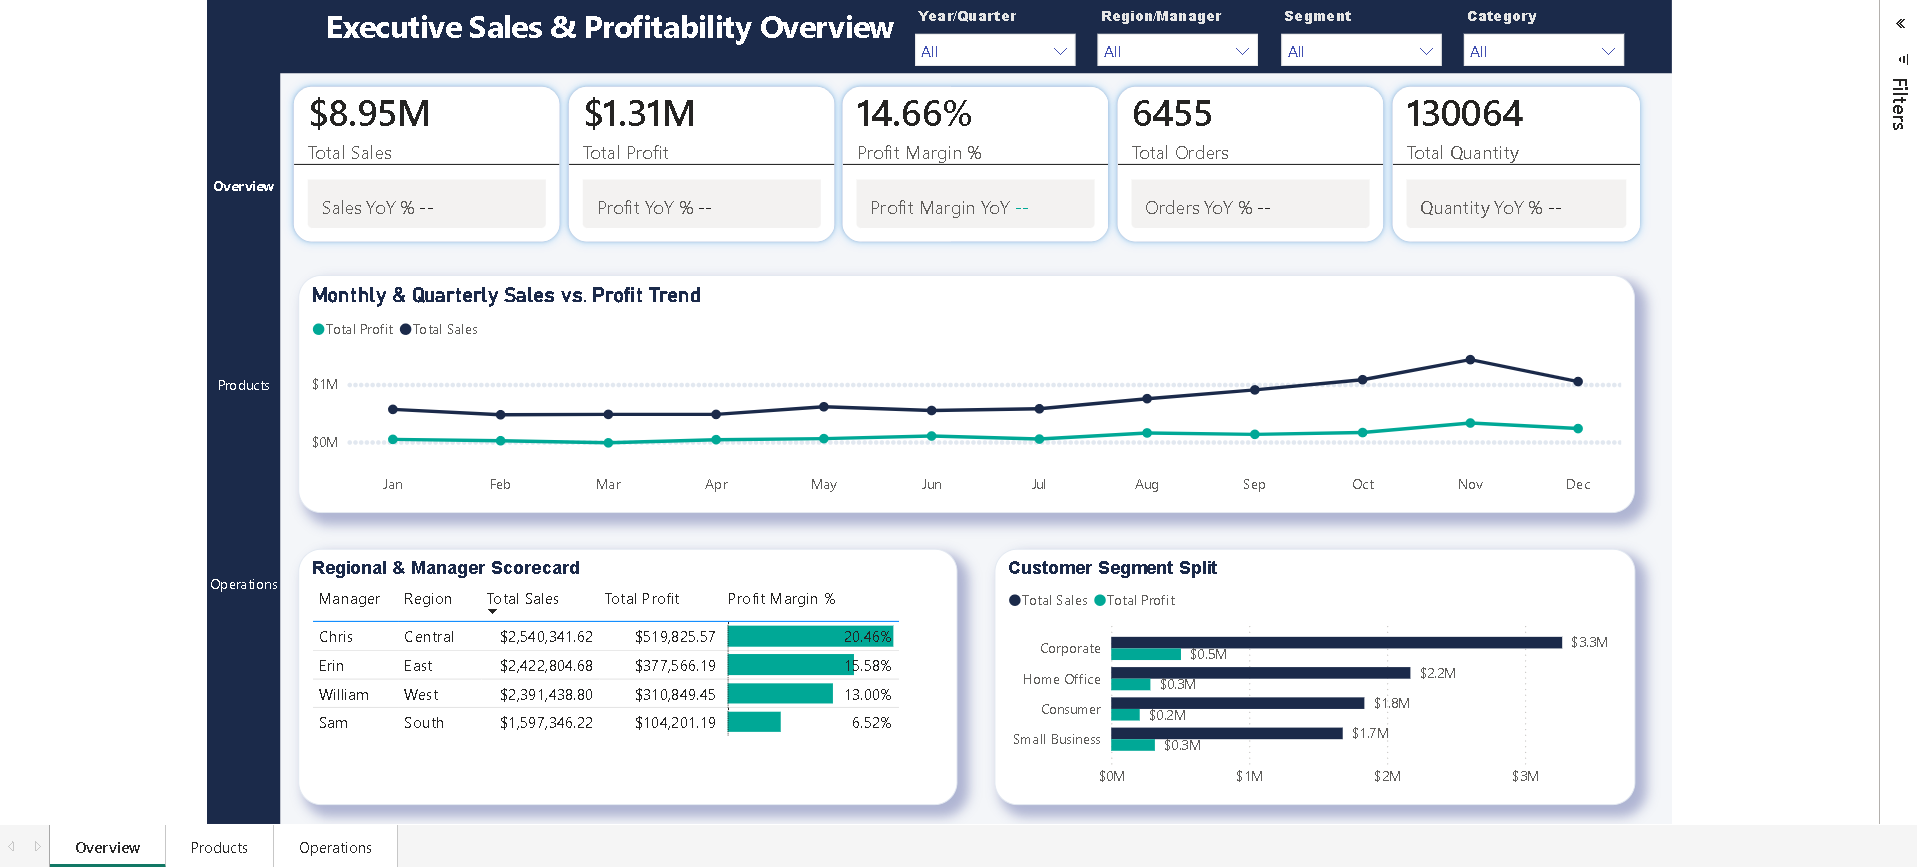 Executive Sales & Profitability Overview
Year/Quarter
Region/Manager
Segment
Category
All
All
All
All
Filters
$8.95M
Total Sales
Sales YoY % --
$1.31M
Total Profit
Profit YoY % --
14.66%
Profit Margin %
Profit Margin YoY --
6455
Total Orders
Orders YoY % --
130064
Total Quantity
Quantity YoY % --
Overview
Products
Operations
Monthly & Quarterly Sales vs. Profit Trend
Total Profit Total Sales
$1M
$0M
Jan Feb Mar Apr May Jun Jul Aug Sep Oct Nov Dec
Regional & Manager Scorecard
Manager Region Total Sales Total Profit Profit Margin %
Chris Central $2,540,341.62 $519,825.57 20.46%
Erin East $2,422,804.68 $377,566.19 15.58%
William West $2,391,438.80 $310,849.45 13.00%
Sam South $1,597,346.22 $104,201.19 6.52%
Customer Segment Split
Total Sales Total Profit
Corporate $3.3M
$0.5M
Home Office $2.2M
$0.3M
Consumer $1.8M
$0.2M
Small Business $1.7M
$0.3M
$0M $1M $2M $3M
Overview Products Operations